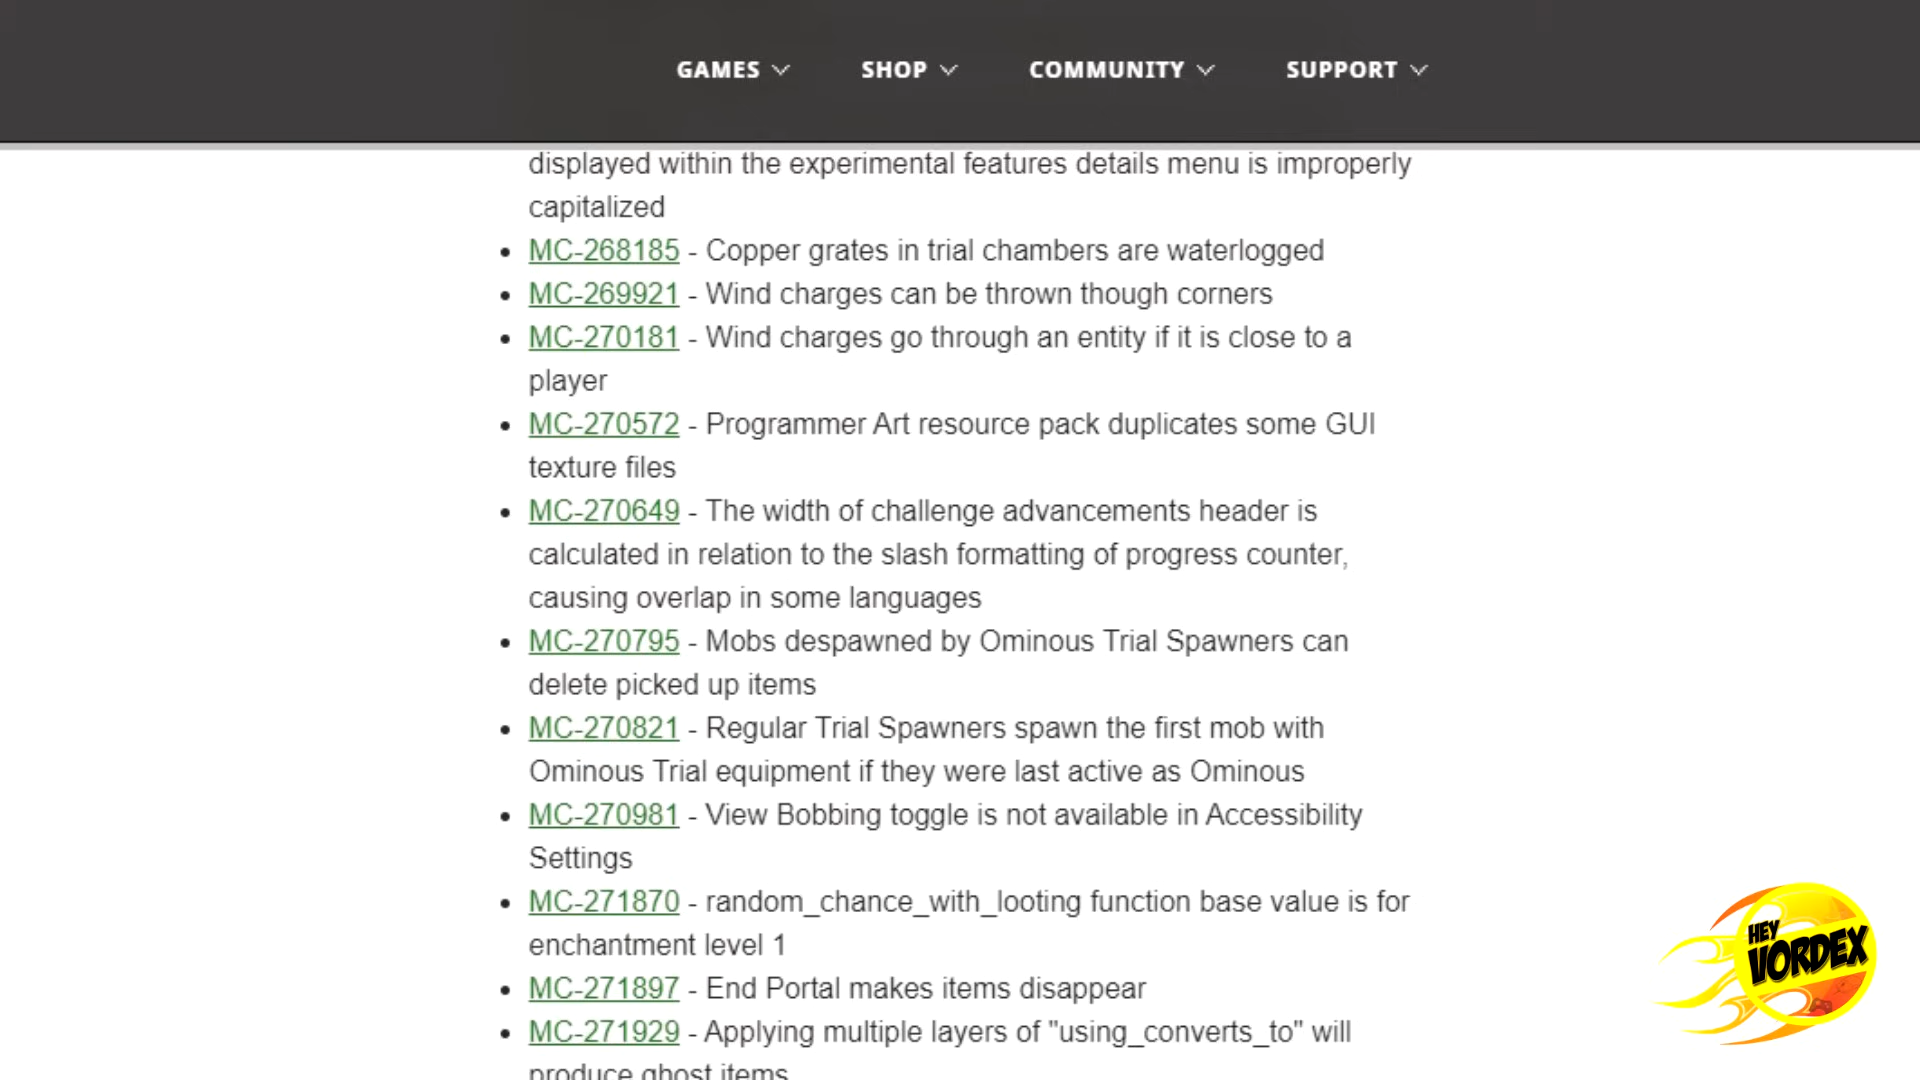 GAMES SHOP COMMUNITY SUPPORT
displayed within the experimental features details menu is improperly
capitalized
MC-268185 - Copper grates in trial chambers are waterlogged
MC-269921 - Wind charges can be thrown though corners
MC-270181 - Wind charges go through an entity if it is close to a
player
MC-270572 - Programmer Art resource pack duplicates some GUI
texture files
MC-270649 - The width of challenge advancements header is
calculated in relation to the slash formatting of progress counter,
causing overlap in some languages
MC-270795 - Mobs despawned by Ominous Trial Spawners can
delete picked up items
MC-270821 - Regular Trial Spawners spawn the first mob with
Ominous Trial equipment if they were last active as Ominous
MC-270981 - View Bobbing toggle is not available in Accessibility
Settings
MC-271870 - random_chance_with_looting function base value is for
enchantment level 1
MC-271897 - End Portal makes items disappear
MC-271929 - Applying multiple layers of "using_converts_to" will
produce ghost items
HEY
VORDEX